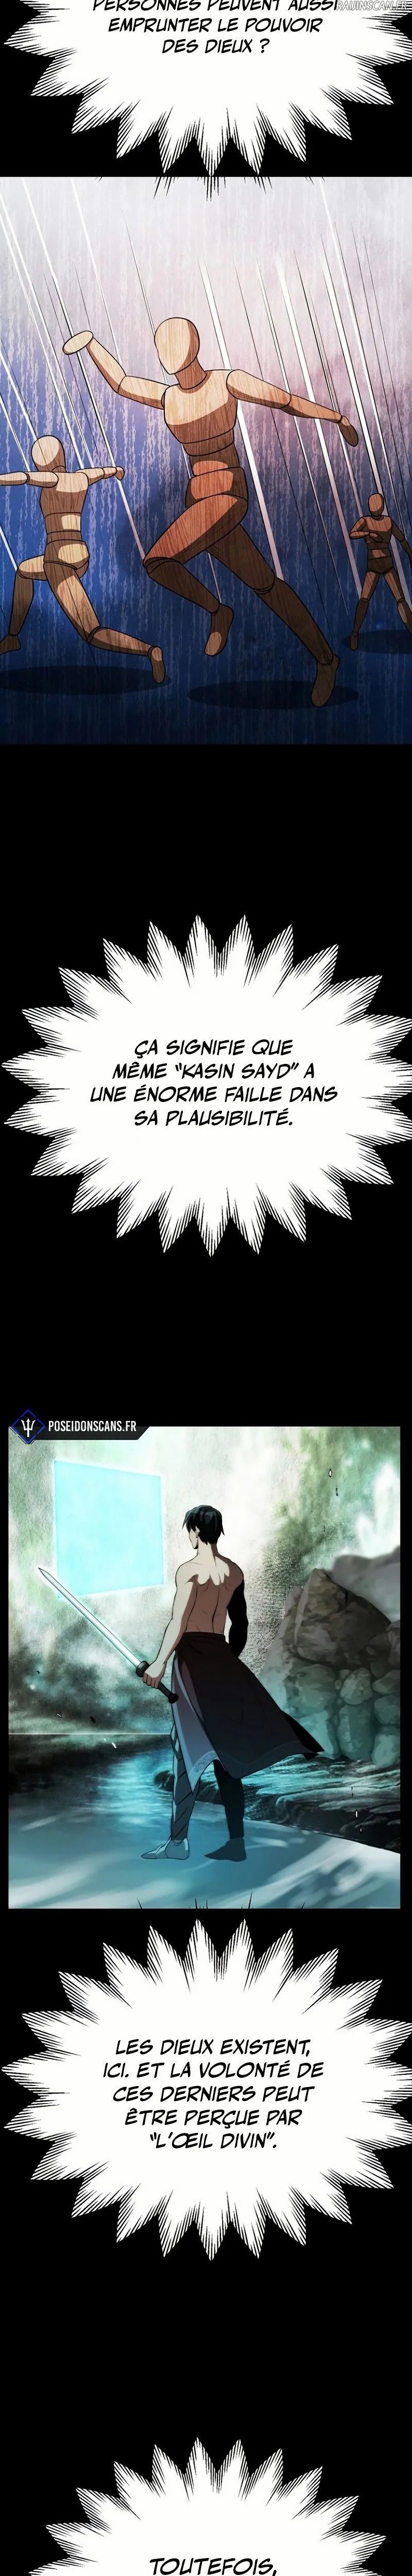 PERSONNES PEUVENT AUSSI
RAIJINSCAN.FR
EMPRUNTER LE POUVOIR
DES DIEUX ?
ÇA SIGNIFIE QUE
MÊME "KASIN SAYD" A
UNE ÉNORME FAILLE DANS
SA PLAUSIBILITÉ.
POSEIDONSCANS.FR
LES DIEUX EXISTENT,
ICI. ET LA VOLONTÉ DE
CES DERNIERS PEUT
ÊTRE PERÇUE PAR
"L'ŒIL DIVIN".
TOUTEFOIS,